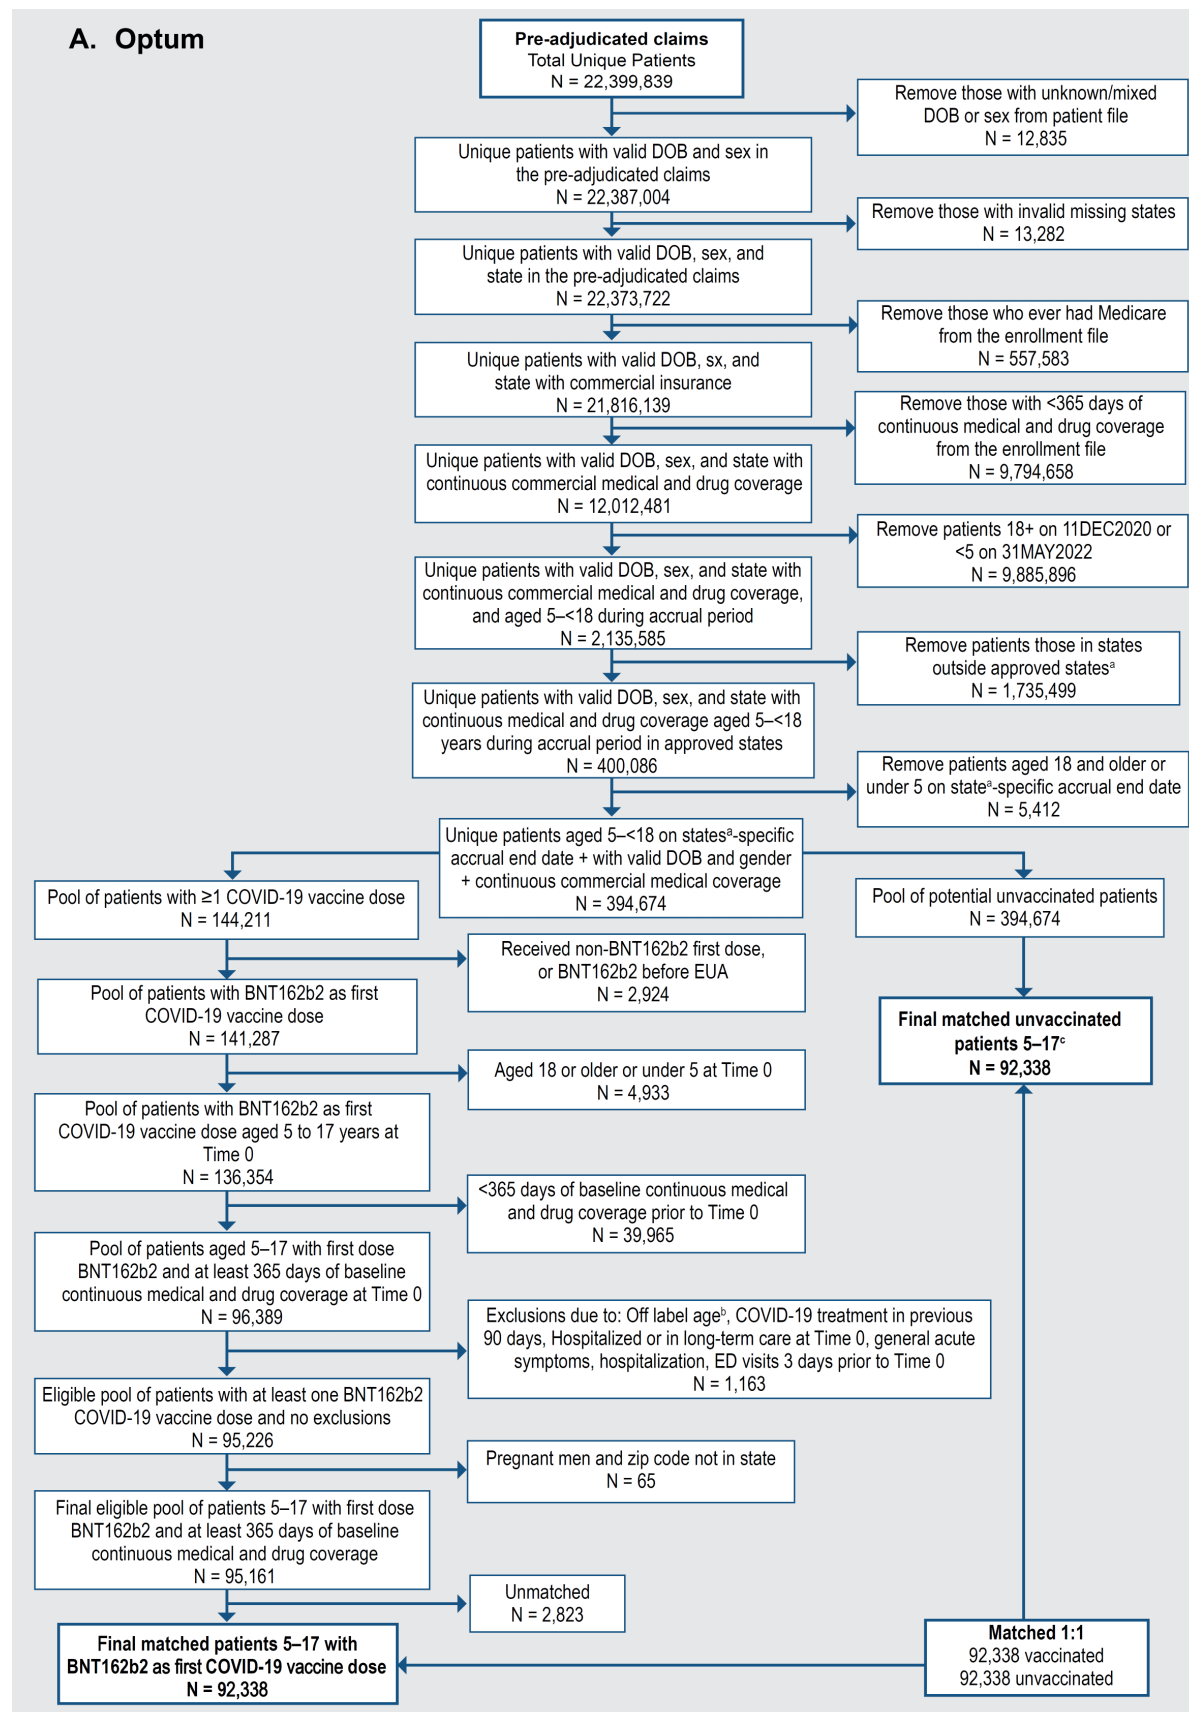 A. Optum
Pre-adjudicated claims
Total Unique Patients
N = 22,399,839
Remove those with unknown/mixed
DOB or sex from patient file
N = 12,835
Unique patients with valid DOB and sex in
the pre-adjudicated claims
N = 22,387,004
Remove those with invalid missing states
N = 13,282
Unique patients with valid DOB, sex, and
state in the pre-adjudicated claims
N = 22,373,722
Remove those who ever had Medicare
from the enrollment file
N = 557,583
Unique patients with valid DOB, sx, and
state with commercial insurance
N = 21,816,139
Remove those with <365 days of
continuous medical and drug coverage
from the enrollment file
N = 9,794,658
Unique patients with valid DOB, sex, and state with
continuous commercial medical and drug coverage
N = 12,012,481
Remove patients 18+ on 11DEC2020 or
<5 on 31MAY2022
N = 9,885,896
Unique patients with valid DOB, sex, and state with
continuous commercial medical and drug coverage,
and aged 5–<18 during accrual period
N = 2,135,585
Remove patients those in states
outside approved statesᵃ
N = 1,735,499
Unique patients with valid DOB, sex, and state with
continuous medical and drug coverage aged 5–<18
years during accrual period in approved states
N = 400,086
Remove patients aged 18 and older or
under 5 on stateᵃ-specific accrual end date
N = 5,412
Unique patients aged 5–<18 on statesᵃ-specific
accrual end date + with valid DOB and gender
+ continuous commercial medical coverage
N = 394,674
Pool of patients with ≥1 COVID-19 vaccine dose
N = 144,211
Pool of potential unvaccinated patients
N = 394,674
Received non-BNT162b2 first dose,
or BNT162b2 before EUA
N = 2,924
Pool of patients with BNT162b2 as first
COVID-19 vaccine dose
N = 141,287
Final matched unvaccinated
patients 5–17ᶜ
N = 92,338
Aged 18 or older or under 5 at Time 0
N = 4,933
Pool of patients with BNT162b2 as first
COVID-19 vaccine dose aged 5 to 17 years at
Time 0
N = 136,354
<365 days of baseline continuous medical
and drug coverage prior to Time 0
N = 39,965
Pool of patients aged 5–17 with first dose
BNT162b2 and at least 365 days of baseline
continuous medical and drug coverage at Time 0
N = 96,389
Exclusions due to: Off label ageᵇ, COVID-19 treatment in previous
90 days, Hospitalized or in long-term care at Time 0, general acute
symptoms, hospitalization, ED visits 3 days prior to Time 0
N = 1,163
Eligible pool of patients with at least one BNT162b2
COVID-19 vaccine dose and no exclusions
N = 95,226
Pregnant men and zip code not in state
N = 65
Final eligible pool of patients 5–17 with first dose
BNT162b2 and at least 365 days of baseline
continuous medical and drug coverage
N = 95,161
Unmatched
N = 2,823
Final matched patients 5–17 with
BNT162b2 as first COVID-19 vaccine dose
N = 92,338
Matched 1:1
92,338 vaccinated
92,338 unvaccinated